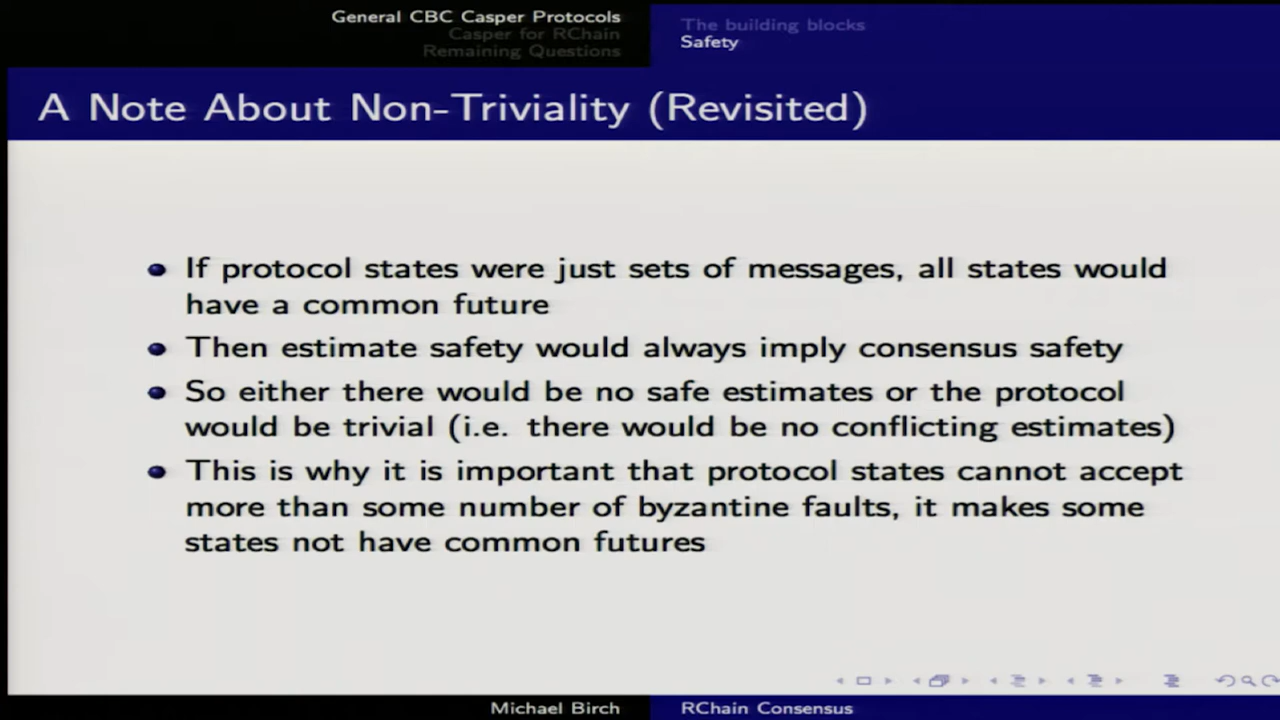 General CBC Casper Protocols
Casper for RChain
Remaining Questions
The building blocks
Safety
A Note About Non-Triviality (Revisited)
If protocol states were just sets of messages, all states would
have a common future
Then estimate safety would always imply consensus safety
So either there would be no safe estimates or the protocol
would be trivial (i.e. there would be no conflicting estimates)
This is why it is important that protocol states cannot accept
more than some number of byzantine faults, it makes some
states not have common futures
Michael Birch
RChain Consensus